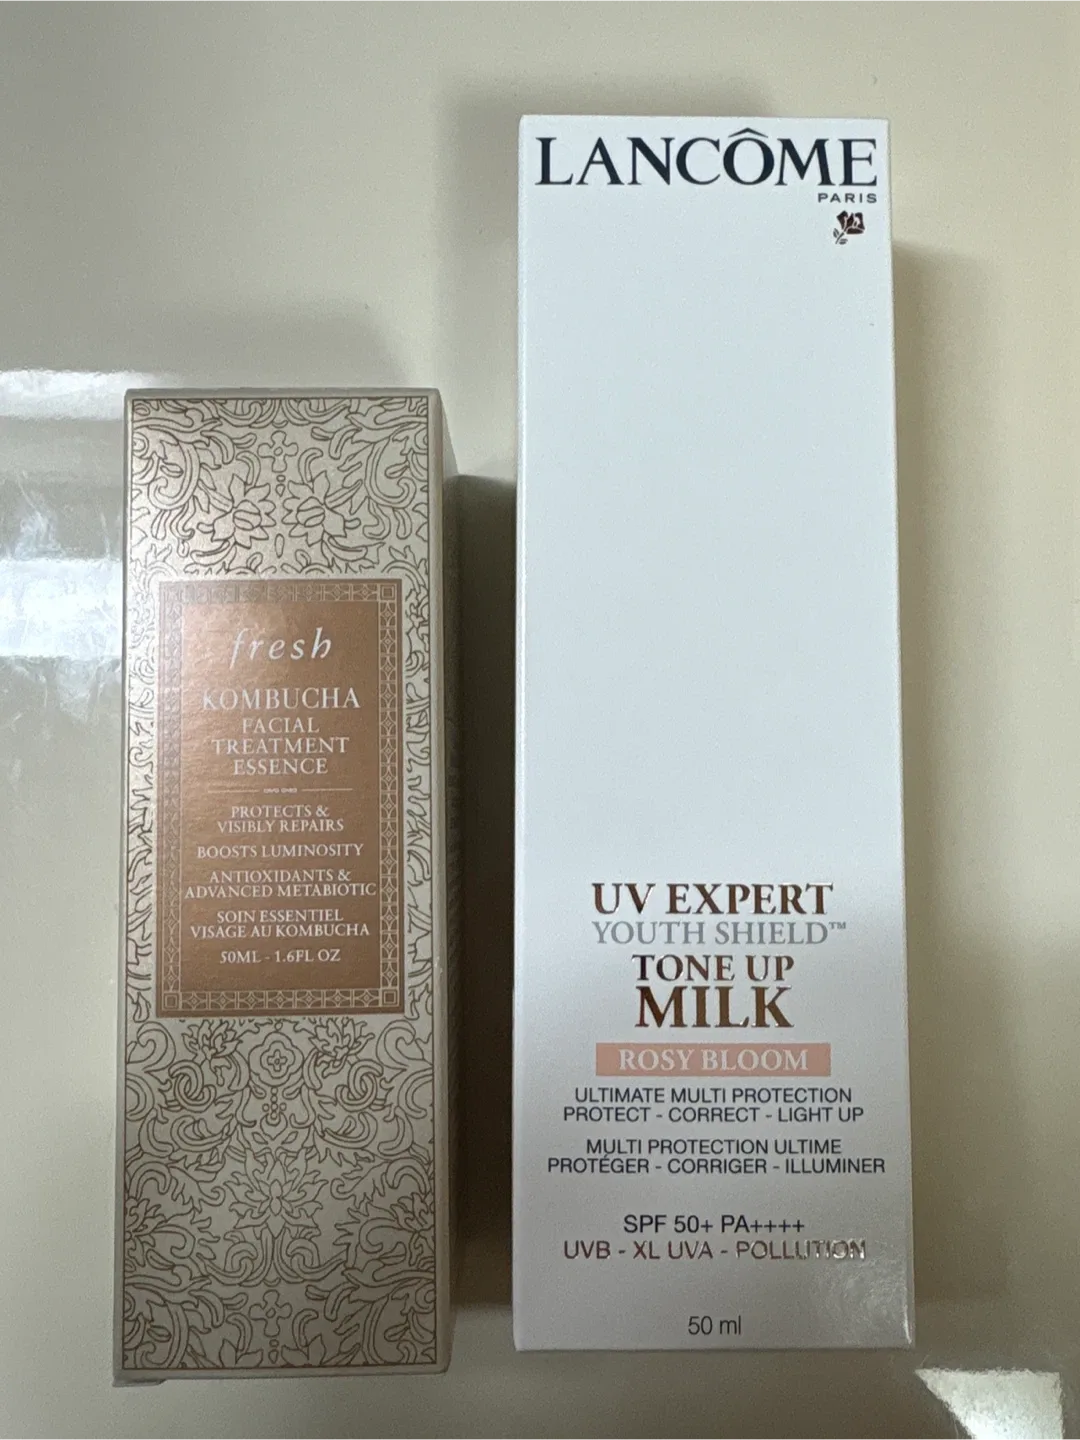 fresh
KOMBUCHA
FACIAL
TREATMENT
ESSENCE
PROTECTS &
VISIBLY REPAIRS
BOOSTS LUMINOSITY
ANTIOXIDANTS &
ADVANCED METABIOTIC
SOIN ESSENTIEL
VISAGE AU KOMBUCHA
50ML - 1.6FL OZ
LANCÔME
PARIS
UV EXPERT
YOUTH SHIELD™
TONE UP
MILK
ROSY BLOOM
ULTIMATE MULTI PROTECTION
PROTECT - CORRECT - LIGHT UP
MULTI PROTECTION ULTIME
PROTÉGER - CORRIGER - ILLUMINER
SPF 50+ PA++++
UVB - XL UVA - POLLUTION
50 ml